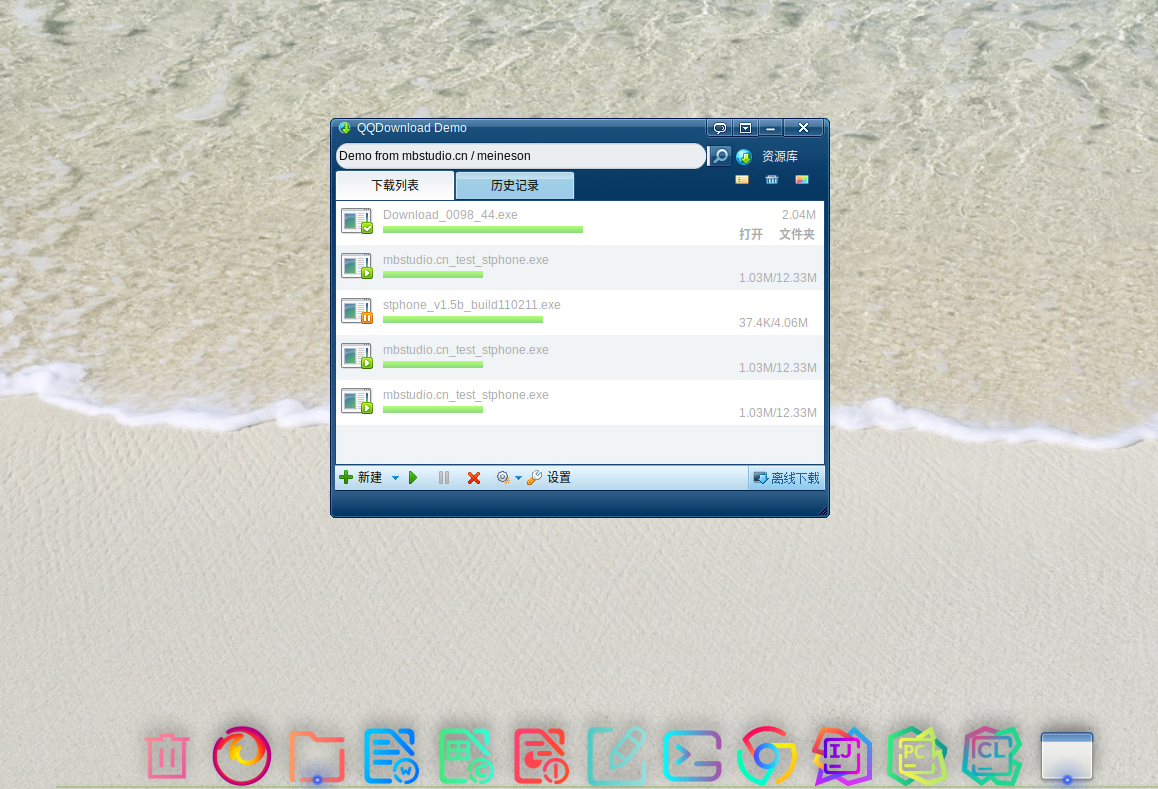 QQDownload Demo
Demo from mbstudio.cn / meineson
资源库
下载列表 历史记录
Download_0098_44.exe 2.04M
打开 文件夹
mbstudio.cn_test_stphone.exe
1.03M/12.33M
stphone_v1.5b_build110211.exe
37.4K/4.06M
mbstudio.cn_test_stphone.exe
1.03M/12.33M
mbstudio.cn_test_stphone.exe
1.03M/12.33M
新建 设置 离线下载
W C I IJ PC CL